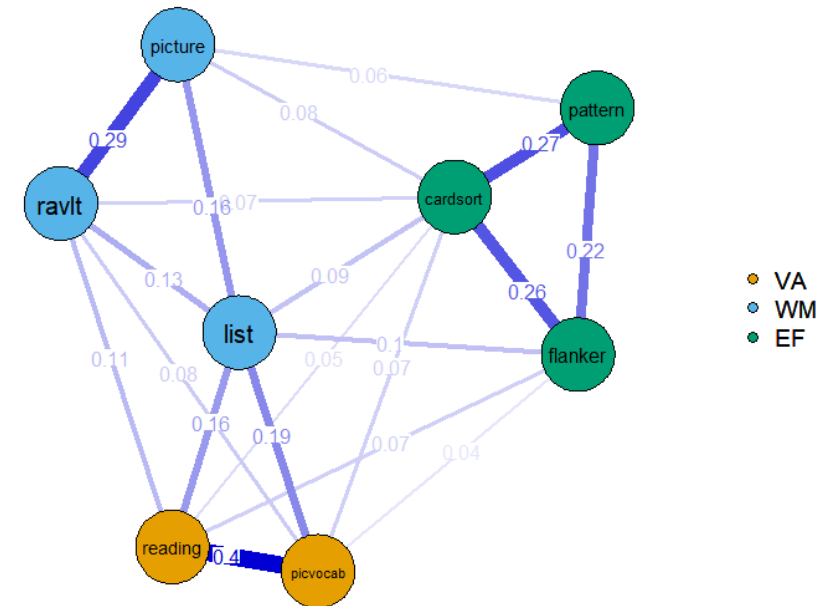 picture
0.06
pattern
0.08
0.29
0.27
cardsort
ravlt
0.07
0.16
0.22
0.13
0.09
0.26
list
0.1
flanker
0.11
0.08
0.05
0.07
0.16
0.19
0.07
0.04
reading
0.4
picvocab
VA
WM
EF